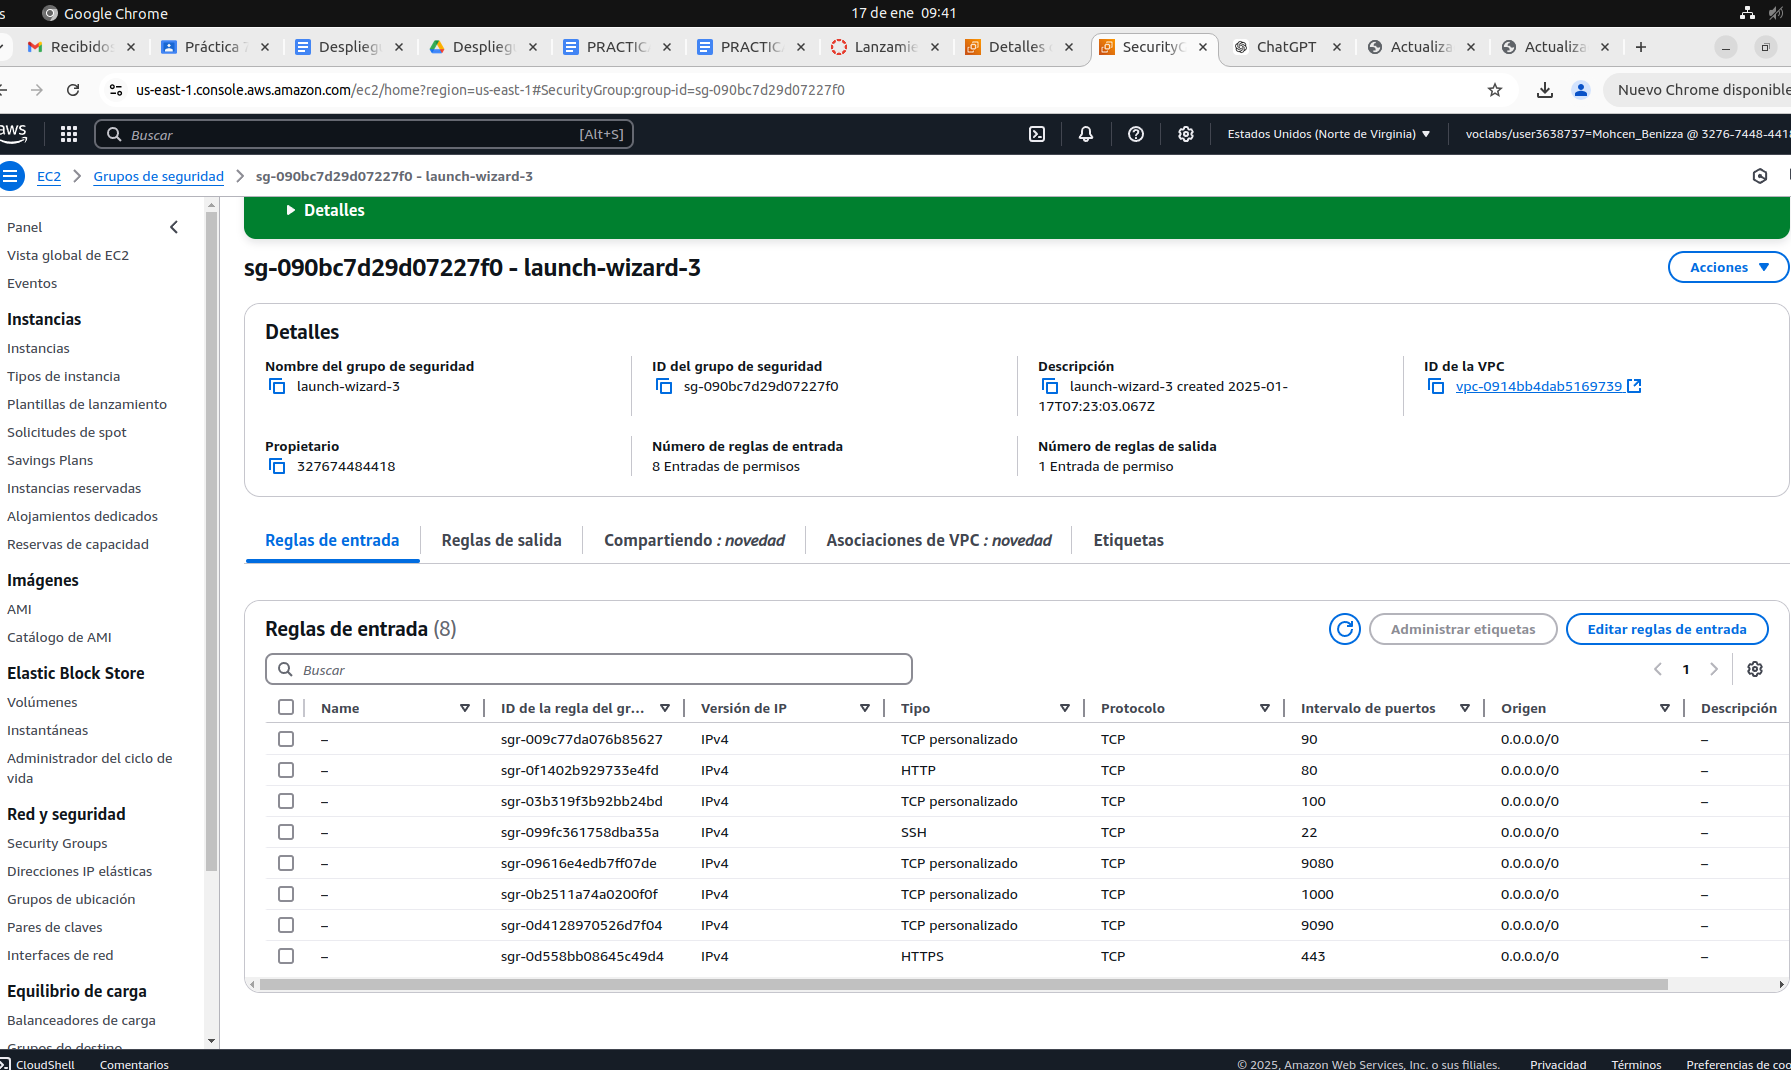 Google Chrome
17 de ene 09:41
Recibidos
Práctica 7
Desplieg
Desplieg
PRACTIC
PRACTIC
Lanzamie
Detalles
SecurityG
ChatGPT
Actualiza
Actualiza
us-east-1.console.aws.amazon.com/ec2/home?region=us-east-1#SecurityGroup:group-id=sg-090bc7d29d07227f0
Nuevo Chrome disponible
aws
Buscar
[Alt+S]
Estados Unidos (Norte de Virginia)
voclabs/user3638737=Mohcen_Benizza @ 3276-7448-4418
EC2
Grupos de seguridad
sg-090bc7d29d07227f0 - launch-wizard-3
Panel
Vista global de EC2
Eventos
Instancias
Instancias
Tipos de instancia
Plantillas de lanzamiento
Solicitudes de spot
Savings Plans
Instancias reservadas
Alojamientos dedicados
Reservas de capacidad
Imágenes
AMI
Catálogo de AMI
Elastic Block Store
Volúmenes
Instantáneas
Administrador del ciclo de
vida
Red y seguridad
Security Groups
Direcciones IP elásticas
Grupos de ubicación
Pares de claves
Interfaces de red
Equilibrio de carga
Balanceadores de carga
Grupos de destino
Detalles
sg-090bc7d29d07227f0 - launch-wizard-3
Acciones
Detalles
Nombre del grupo de seguridad
launch-wizard-3
ID del grupo de seguridad
sg-090bc7d29d07227f0
Descripción
launch-wizard-3 created 2025-01-
17T07:23:03.067Z
ID de la VPC
vpc-0914bb4dab5169739
Propietario
327674484418
Número de reglas de entrada
8 Entradas de permisos
Número de reglas de salida
1 Entrada de permiso
Reglas de entrada
Reglas de salida
Compartiendo : novedad
Asociaciones de VPC : novedad
Etiquetas
Reglas de entrada (8)
Administrar etiquetas
Editar reglas de entrada
Buscar
1
Name ID de la regla del gr... Versión de IP Tipo Protocolo Intervalo de puertos Origen Descripción
– sgr-009c77da076b85627 IPv4 TCP personalizado TCP 90 0.0.0.0/0 –
– sgr-0f1402b929733e4fd IPv4 HTTP TCP 80 0.0.0.0/0 –
– sgr-03b319f3b92bb24bd IPv4 TCP personalizado TCP 100 0.0.0.0/0 –
– sgr-099fc361758dba35a IPv4 SSH TCP 22 0.0.0.0/0 –
– sgr-09616e4edb7ff07de IPv4 TCP personalizado TCP 9080 0.0.0.0/0 –
– sgr-0b2511a74a0200f0f IPv4 TCP personalizado TCP 1000 0.0.0.0/0 –
– sgr-0d4128970526d7f04 IPv4 TCP personalizado TCP 9090 0.0.0.0/0 –
– sgr-0d558bb08645c49d4 IPv4 HTTPS TCP 443 0.0.0.0/0 –
CloudShell
Comentarios
© 2025, Amazon Web Services, Inc. o sus filiales.
Privacidad
Términos
Preferencias de coo